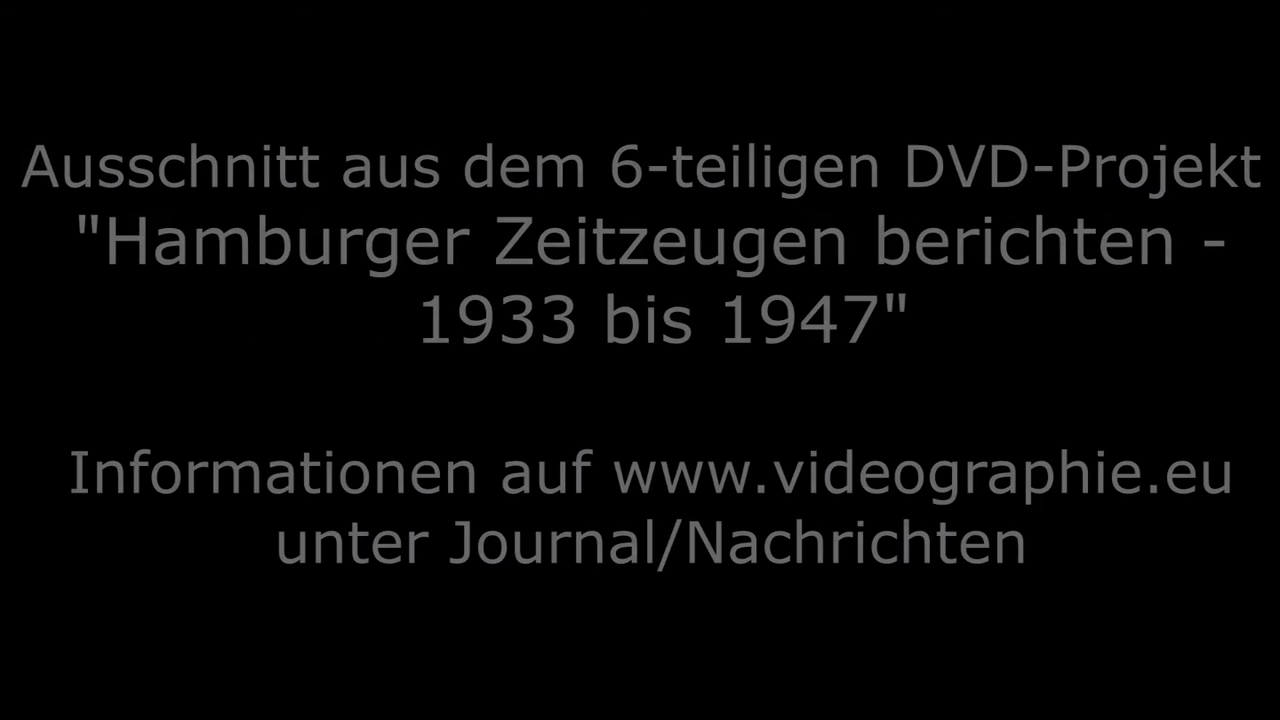 Ausschnitt aus dem 6-teiligen DVD-Projekt
"Hamburger Zeitzeugen berichten -
1933 bis 1947"
Informationen auf www.videographie.eu
unter Journal/Nachrichten